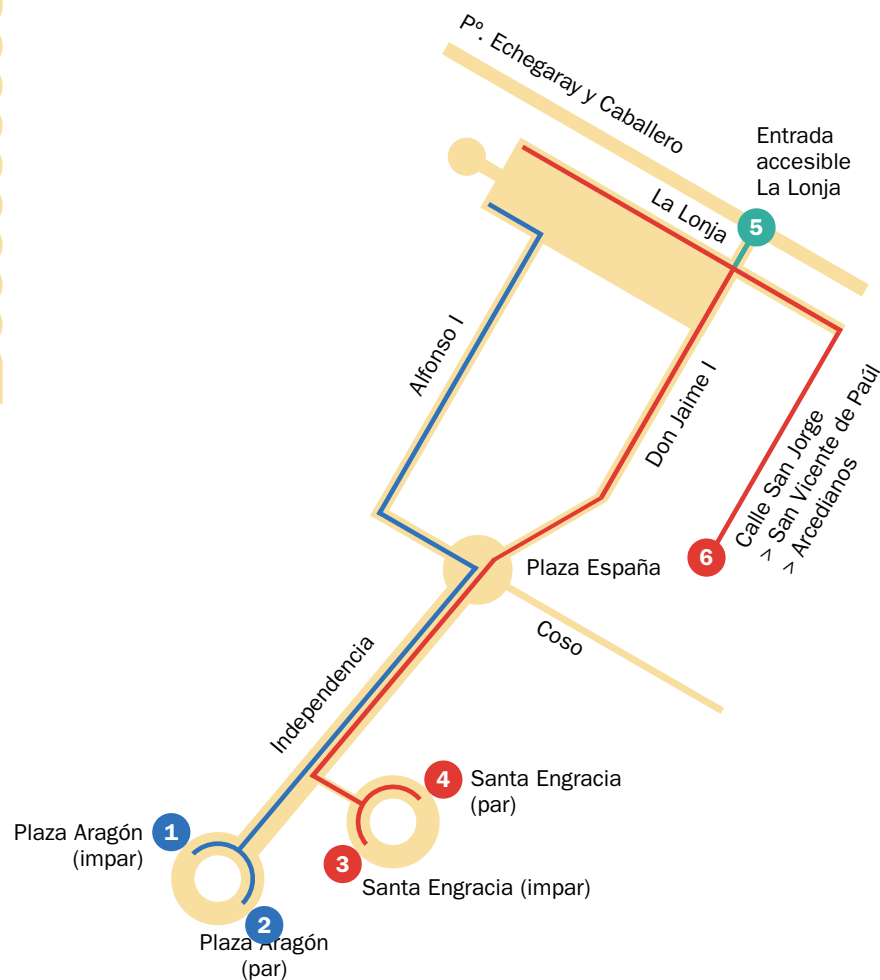 Pº. Echegaray y Caballero
Entrada
accesible
La Lonja
La Lonja
5
Alfonso I
Don Jaime I
Calle San Jorge
> San Vicente de Paúl
> Arcedianos
6
Plaza España
Coso
Independencia
4
Santa Engracia
(par)
1
Plaza Aragón
(impar)
3
Santa Engracia (impar)
2
Plaza Aragón
(par)